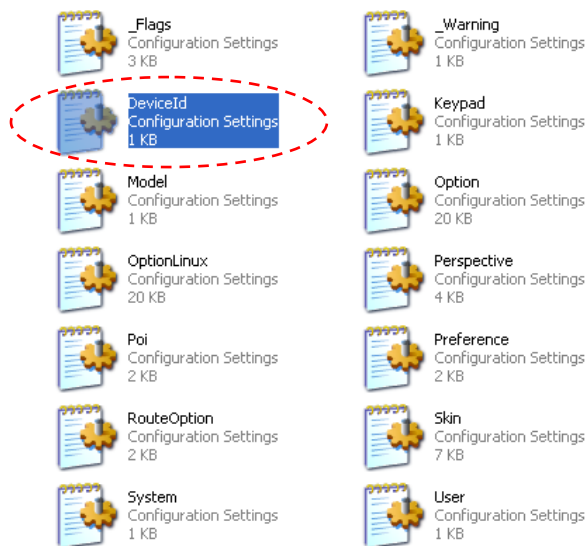 _Flags
Configuration Settings
3 KB
_Warning
Configuration Settings
1 KB
DeviceId
Configuration Settings
1 KB
Keypad
Configuration Settings
1 KB
Model
Configuration Settings
1 KB
Option
Configuration Settings
20 KB
OptionLinux
Configuration Settings
20 KB
Perspective
Configuration Settings
4 KB
Poi
Configuration Settings
2 KB
Preference
Configuration Settings
2 KB
RouteOption
Configuration Settings
2 KB
Skin
Configuration Settings
7 KB
System
Configuration Settings
1 KB
User
Configuration Settings
1 KB